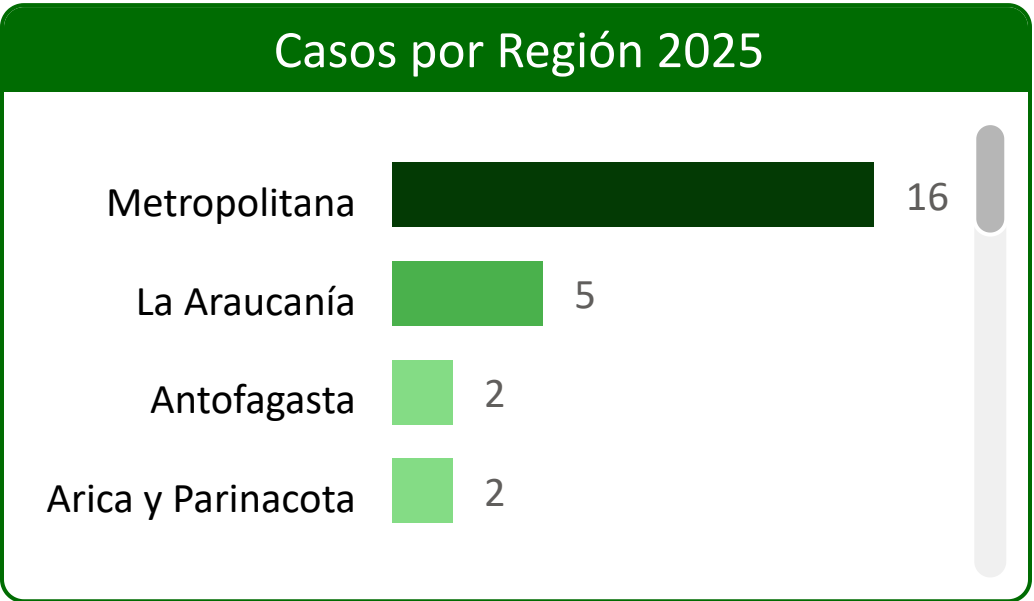 Casos por Región 2025
Metropolitana 16
La Araucanía 5
Antofagasta 2
Arica y Parinacota 2